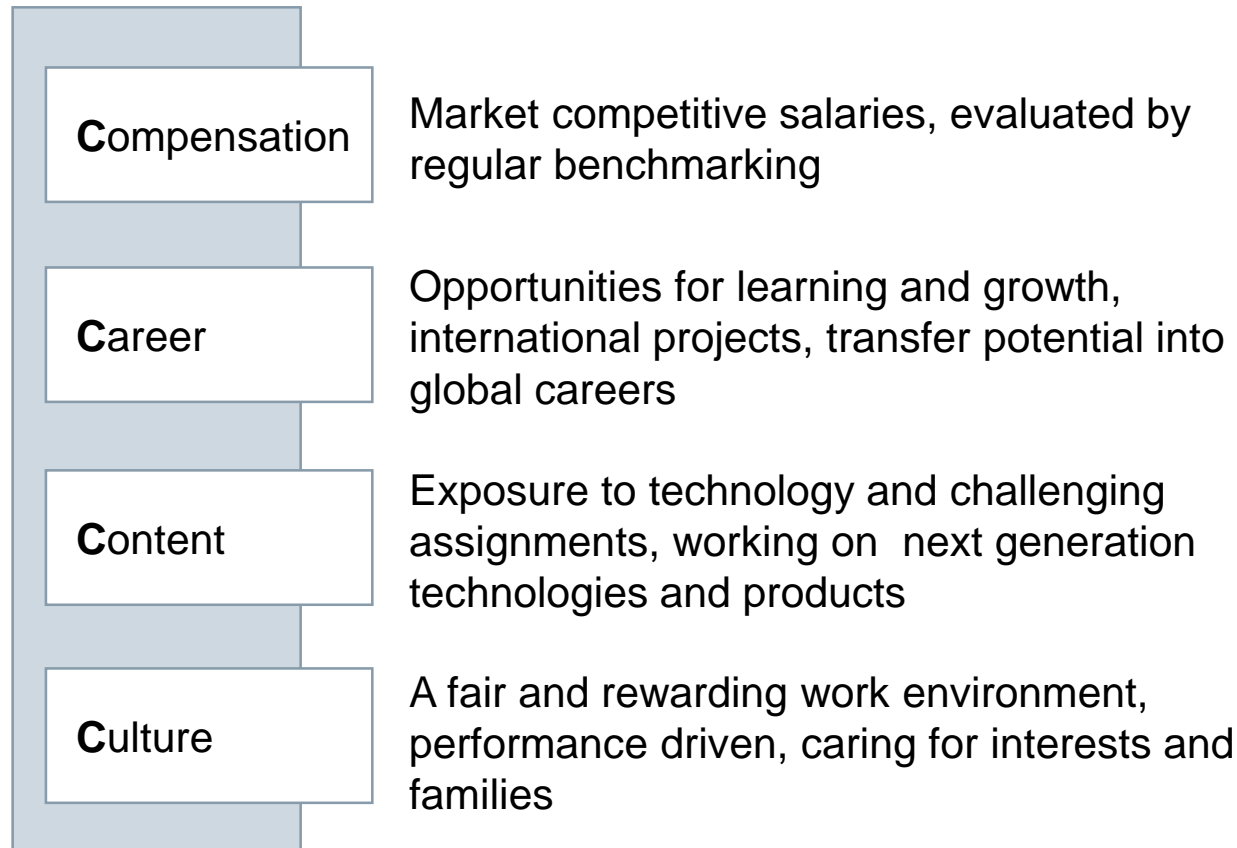 Compensation
Market competitive salaries, evaluated by
regular benchmarking
Career
Opportunities for learning and growth,
international projects, transfer potential into
global careers
Content
Exposure to technology and challenging
assignments, working on  next generation
technologies and products
Culture
A fair and rewarding work environment,
performance driven, caring for interests and
families